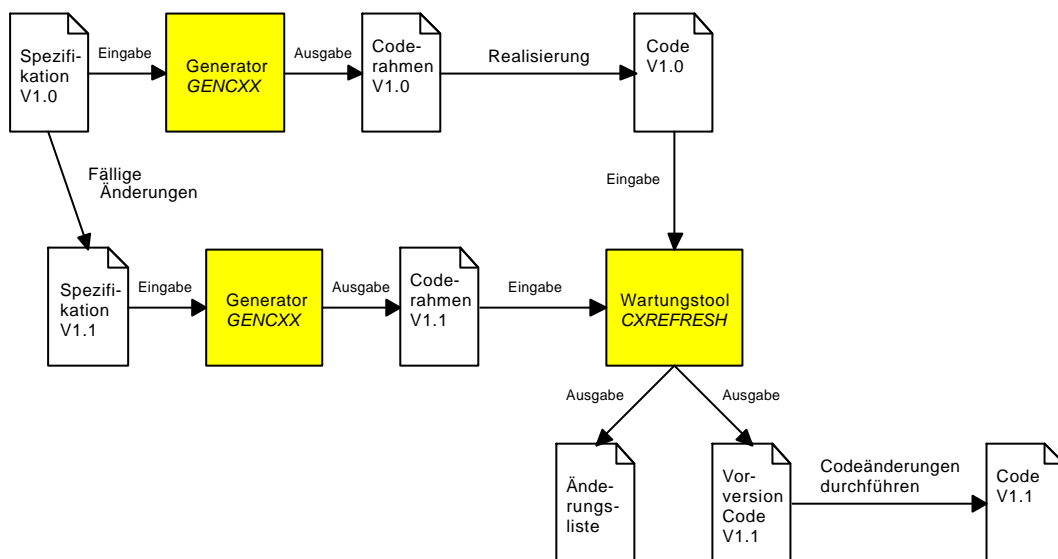 Spezifi-
kation
V1.0
Eingabe
Generator
GENCXX
Ausgabe
Code-
rahmen
V1.0
Realisierung
Code
V1.0
Fällige
Änderungen
Eingabe
Spezifi-
kation
V1.1
Eingabe
Generator
GENCXX
Ausgabe
Code-
rahmen
V1.1
Eingabe
Wartungstool
CXREFRESH
Ausgabe
Ausgabe
Ände-
rungs-
liste
Vor-
version
Code
V1.1
Codeänderungen
durchführen
Code
V1.1